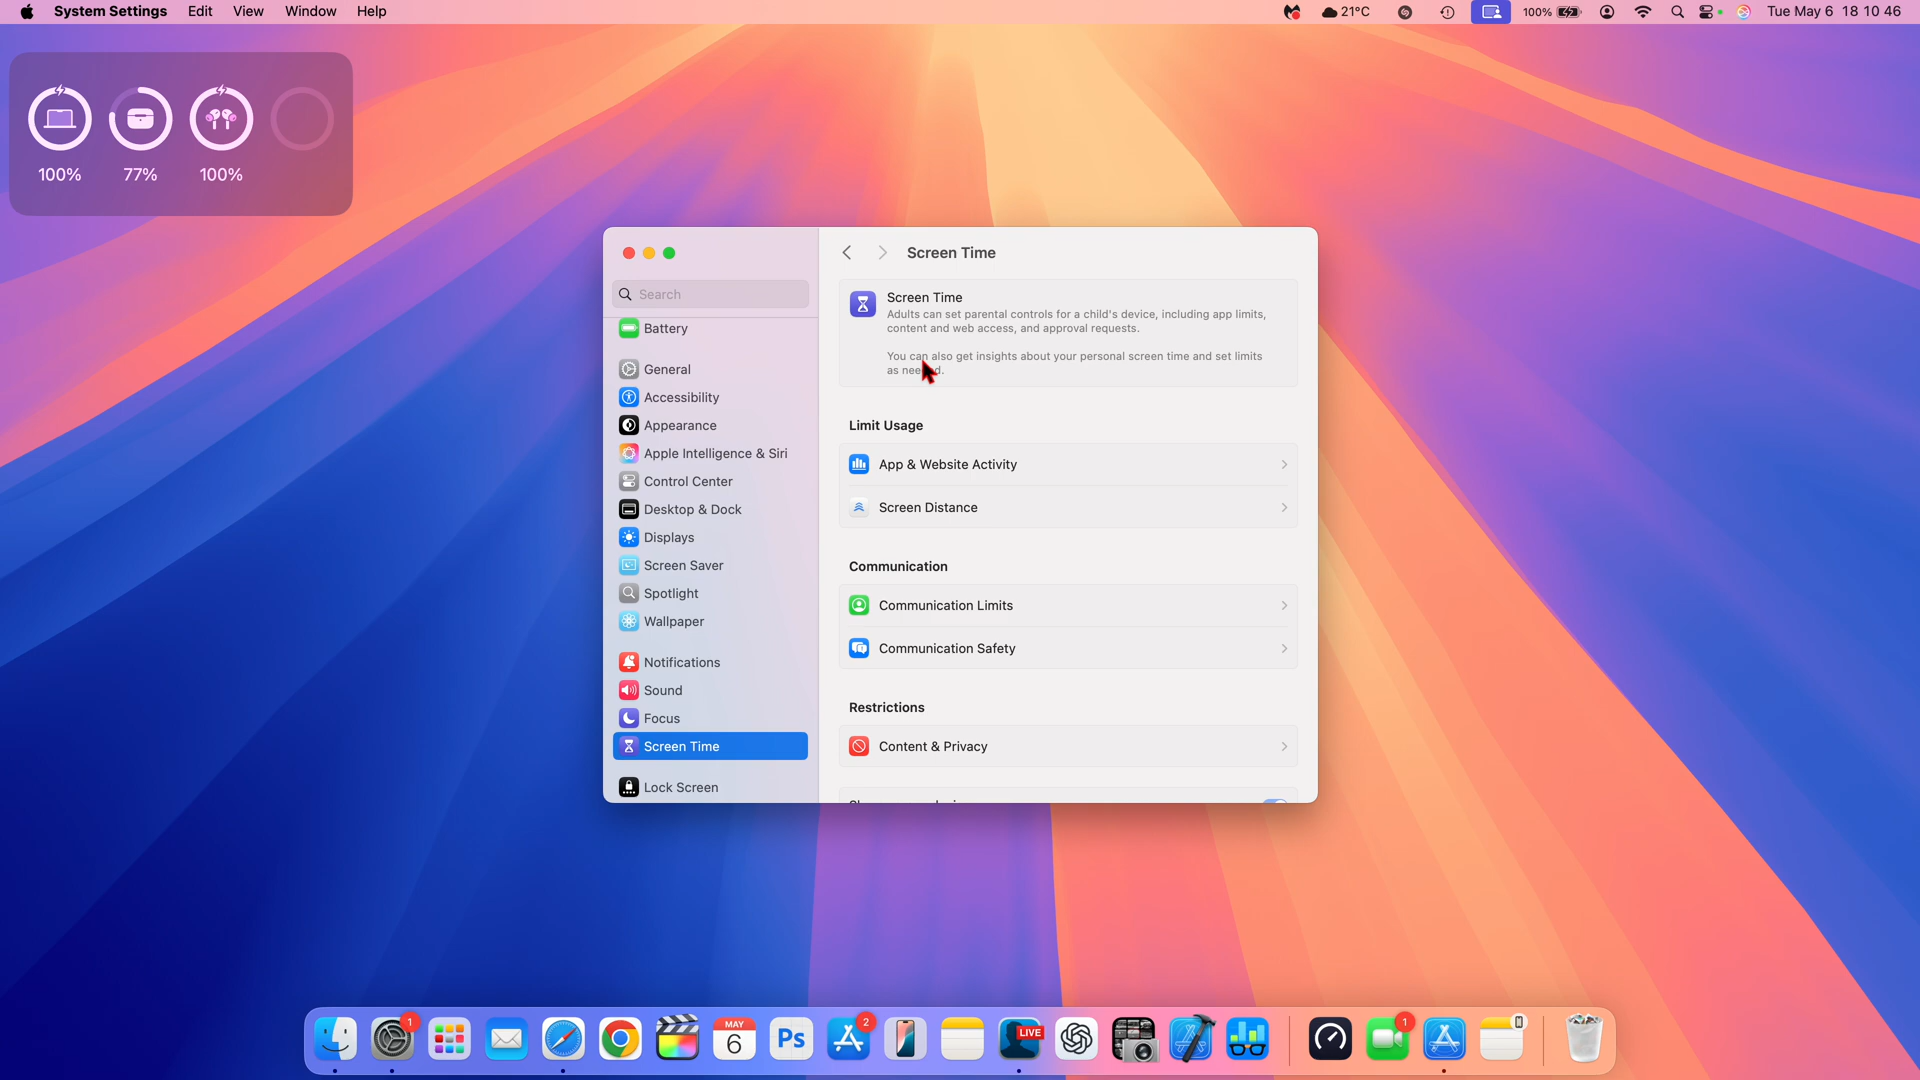 System Settings Edit View Window Help
21°C 100% Tue May 6 18 10 46
100% 77% 100%
Search
Battery
General
Accessibility
Appearance
Apple Intelligence & Siri
Control Center
Desktop & Dock
Displays
Screen Saver
Spotlight
Wallpaper
Notifications
Sound
Focus
Screen Time
Lock Screen
Screen Time
Screen Time
Adults can set parental controls for a child's device, including app limits,
content and web access, and approval requests.
You can also get insights about your personal screen time and set limits
as needed.
Limit Usage
App & Website Activity
Screen Distance
Communication
Communication Limits
Communication Safety
Restrictions
Content & Privacy
1
MAY
6
Ps
2
LIVE
1